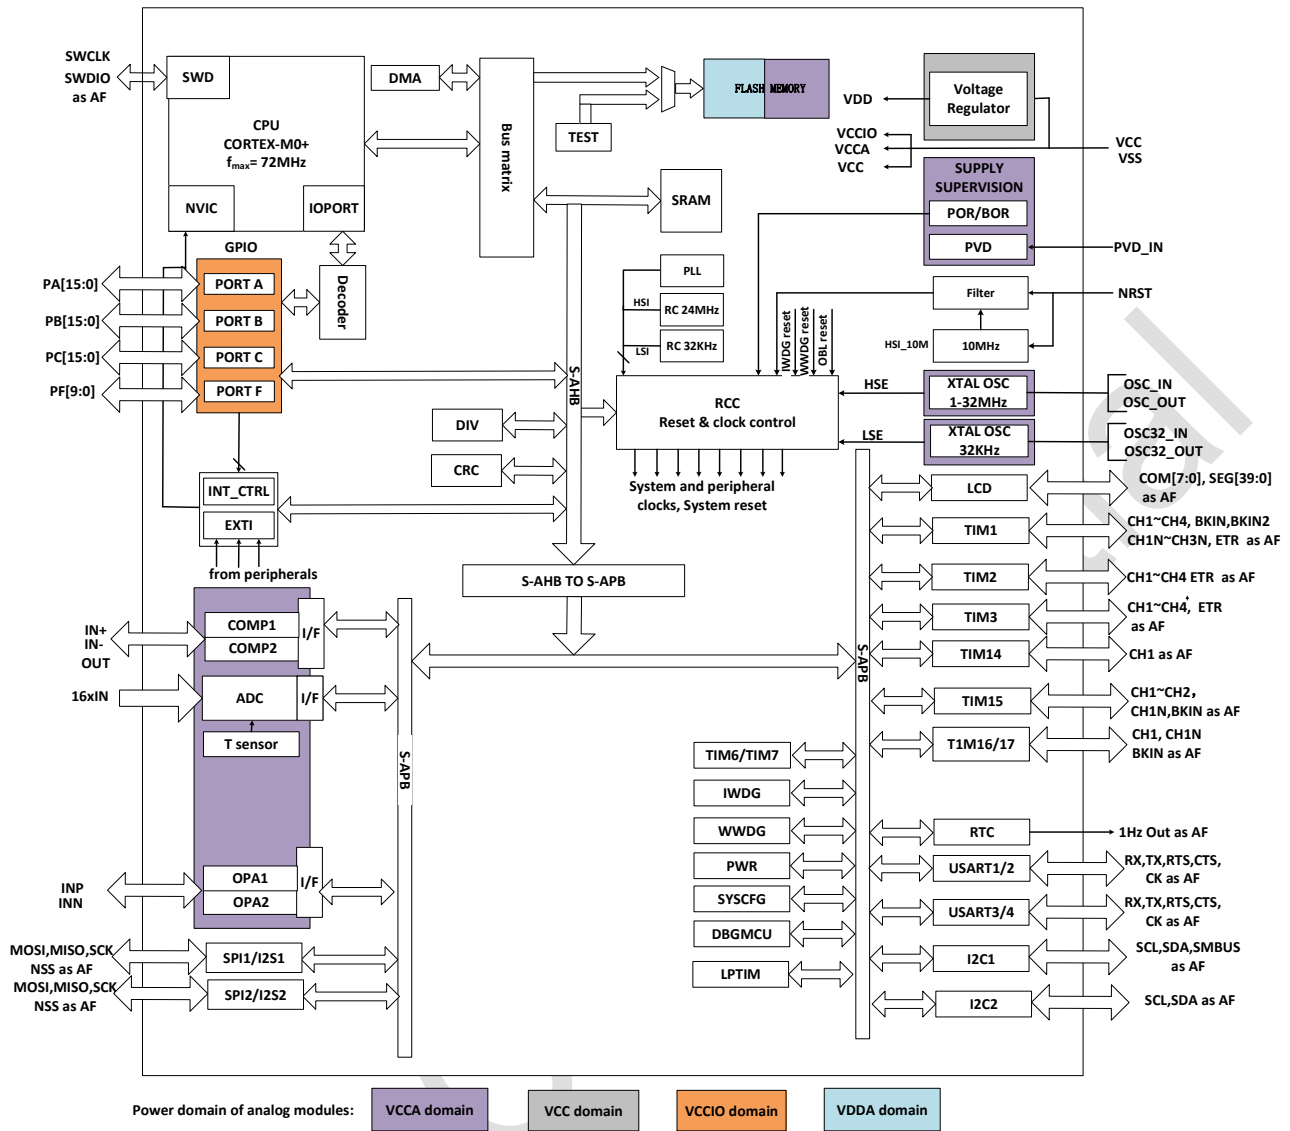 SWCLK
SWDIO
as AF
SWD
CPU
CORTEX-M0+
fmax= 72MHz
NVIC
IOPORT
DMA
Bus matrix
TEST
FLASH MEMORY
Voltage
Regulator
VDD
VCCIO
VCCA
VCC
VCC
VSS
SUPPLY
SUPERVISION
POR/BOR
PVD
PVD_IN
SRAM
GPIO
PORT A
PORT B
PORT C
PORT F
PA[15:0]
PB[15:0]
PC[15:0]
PF[9:0]
Decoder
PLL
HSI
RC 24MHz
LSI
RC 32KHz
IWDG reset
WWDG reset
OBL reset
Filter
NRST
HSI_10M
10MHz
S-AHB
RCC
Reset & clock control
HSE
XTAL OSC
1-32MHz
OSC_IN
OSC_OUT
LSE
XTAL OSC
32KHz
OSC32_IN
OSC32_OUT
DIV
CRC
INT_CTRL
EXTI
from peripherals
System and peripheral
clocks, System reset
S-AHB TO S-APB
LCD
COM[7:0], SEG[39:0]
as AF
TIM1
CH1~CH4, BKIN,BKIN2
CH1N~CH3N, ETR as AF
TIM2
CH1~CH4 ETR as AF
TIM3
CH1~CH4, ETR
as AF
TIM14
CH1 as AF
TIM15
CH1~CH2,
CH1N,BKIN as AF
T1M16/17
CH1, CH1N
BKIN as AF
S-APB
IN+
IN-
OUT
COMP1
COMP2
I/F
16xIN
ADC
I/F
T sensor
S-APB
TIM6/TIM7
IWDG
WWDG
PWR
SYSCFG
DBGMCU
LPTIM
RTC
1Hz Out as AF
USART1/2
RX,TX,RTS,CTS,
CK as AF
USART3/4
RX,TX,RTS,CTS,
CK as AF
I2C1
SCL,SDA,SMBUS
as AF
I2C2
SCL,SDA as AF
INP
INN
OPA1
OPA2
I/F
MOSI,MISO,SCK
NSS as AF
SPI1/I2S1
MOSI,MISO,SCK
NSS as AF
SPI2/I2S2
Power domain of analog modules:
VCCA domain
VCC domain
VCCIO domain
VDDA domain